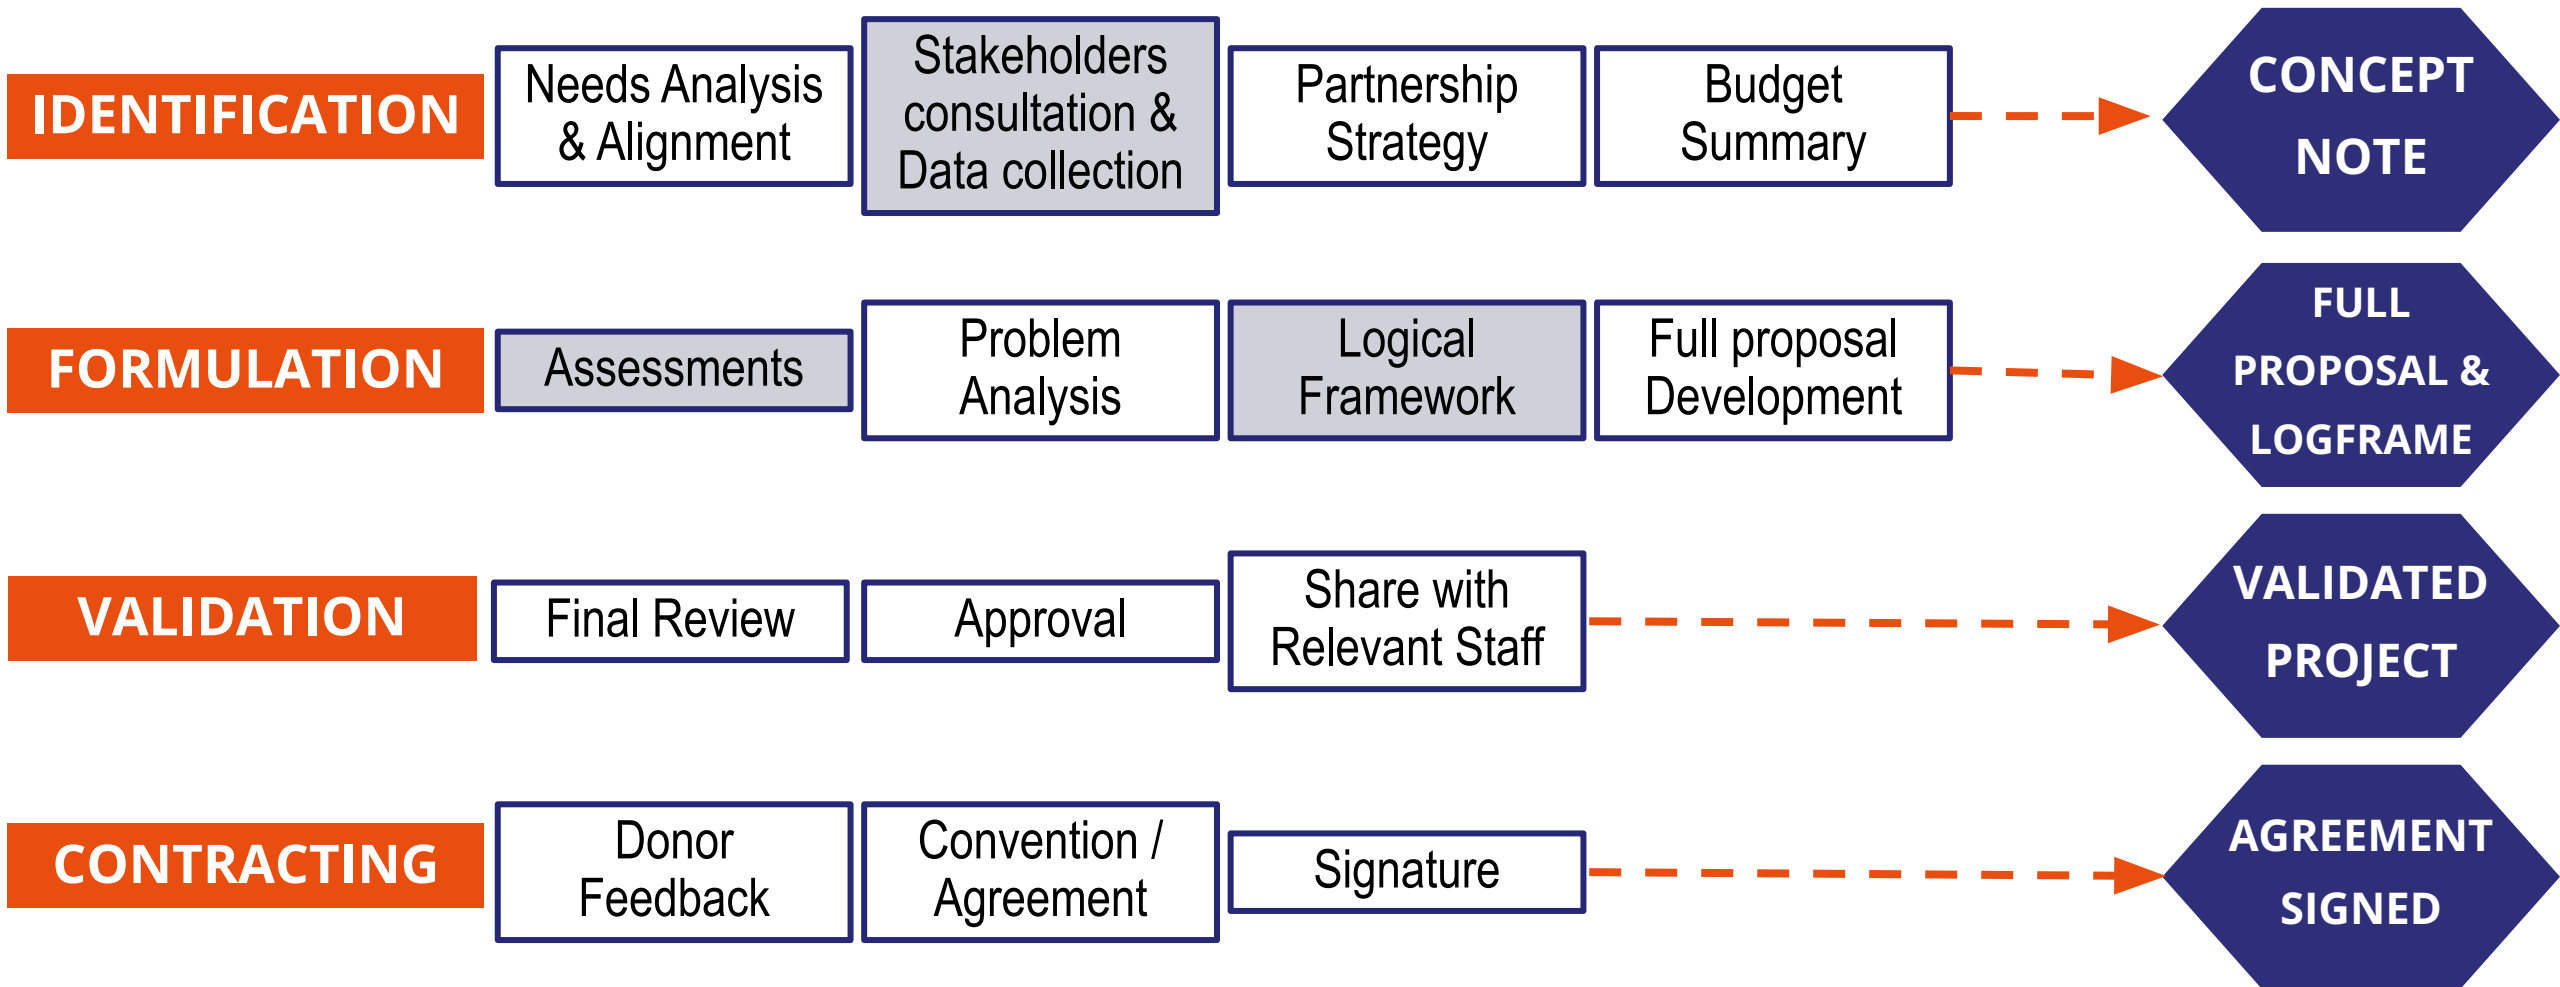 IDENTIFICATION
Needs Analysis
& Alignment
Stakeholders
consultation &
Data collection
Partnership
Strategy
Budget
Summary
CONCEPT
NOTE
FORMULATION
Assessments
Problem
Analysis
Logical
Framework
Full proposal
Development
FULL
PROPOSAL &
LOGFRAME
VALIDATION
Final Review
Approval
Share with
Relevant Staff
VALIDATED
PROJECT
CONTRACTING
Donor
Feedback
Convention /
Agreement
Signature
AGREEMENT
SIGNED